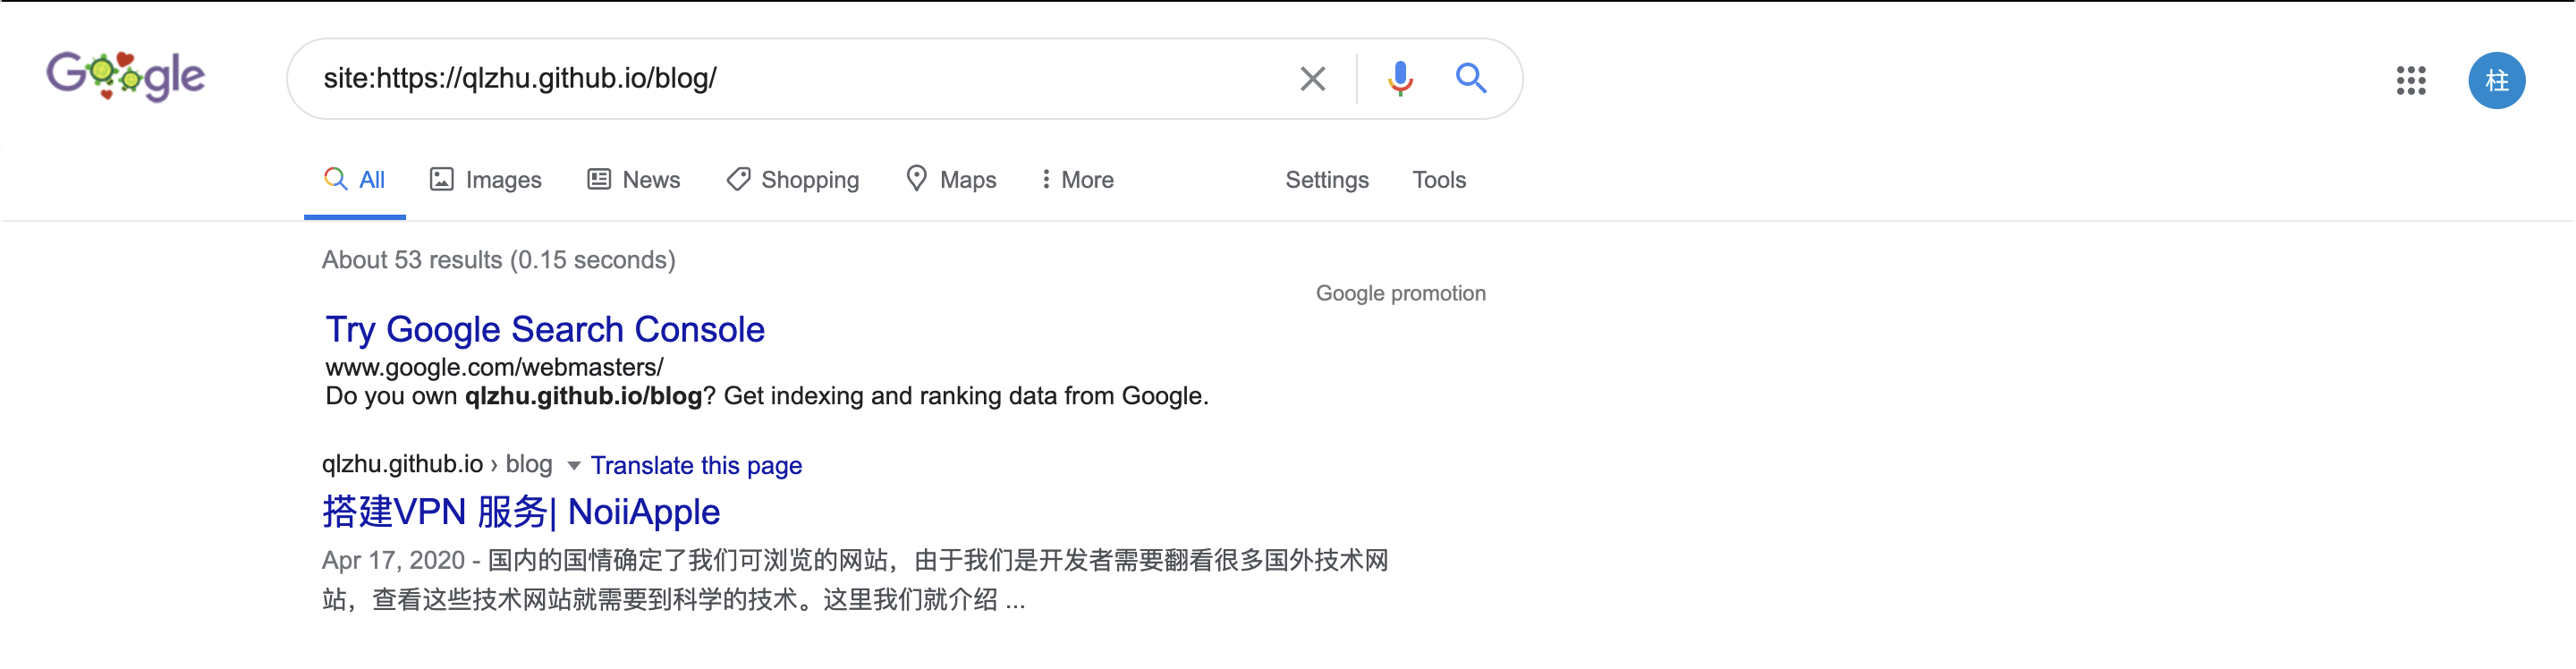 Google
site:https://qlzhu.github.io/blog/
柱
All Images News Shopping Maps More Settings Tools
About 53 results (0.15 seconds)
Google promotion
Try Google Search Console
www.google.com/webmasters/
Do you own qlzhu.github.io/blog? Get indexing and ranking data from Google.
qlzhu.github.io › blog Translate this page
搭建VPN 服务| NoiiApple
Apr 17, 2020 - 国内的国情确定了我们可浏览的网站，由于我们是开发者需要翻看很多国外技术网
站，查看这些技术网站就需要到科学的技术。这里我们就介绍 ...